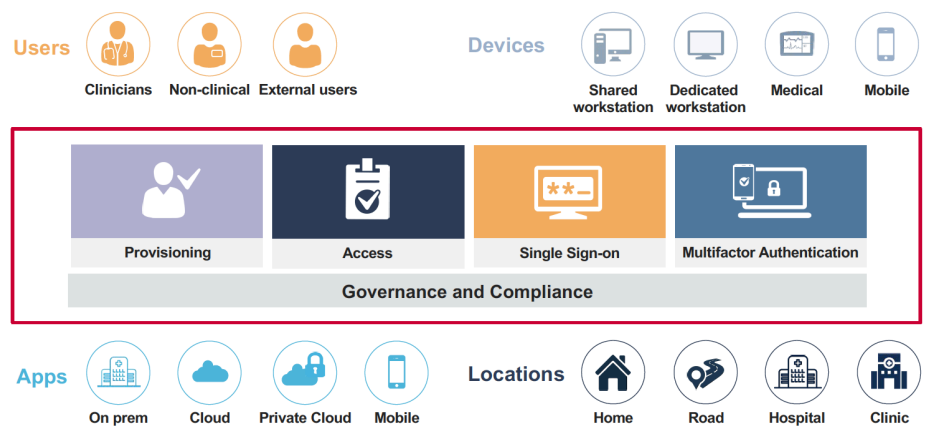 Users
Clinicians
Non-clinical
External users
Devices
Shared
workstation
Dedicated
workstation
Medical
Mobile
Provisioning
Access
**_
Single Sign-on
Multifactor Authentication
Governance and Compliance
Apps
On prem
Cloud
Private Cloud
Mobile
Locations
Home
Road
Hospital
Clinic